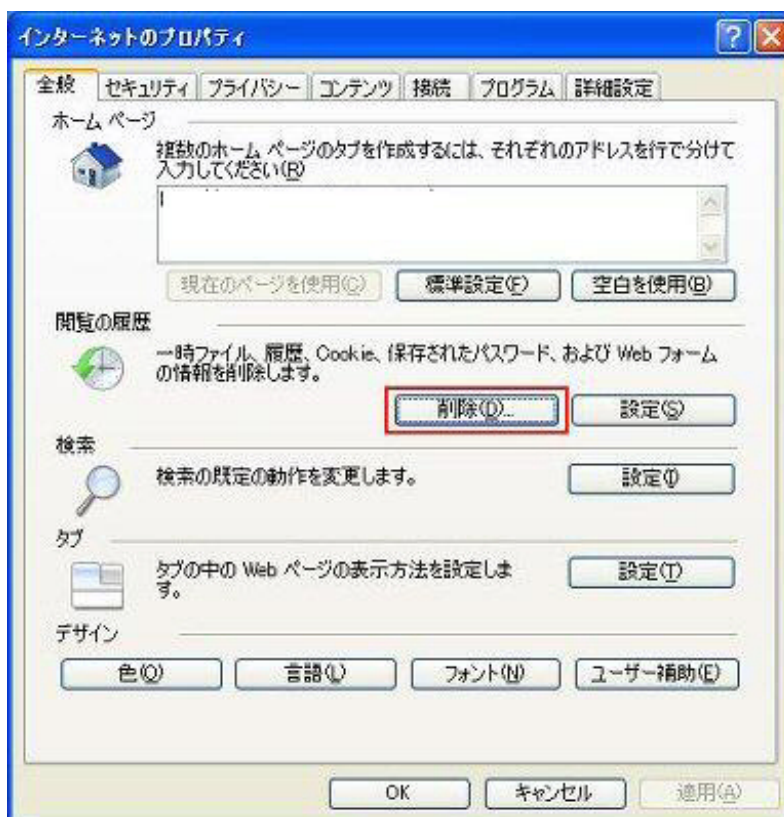 インターネットのプロパティ
全般 セキュリティ プライバシー コンテンツ 接続 プログラム 詳細設定
ホーム ページ
複数のホーム ページのタブを作成するには、それぞれのアドレスを行で分けて
入力してください(R)
現在のページを使用(C) 標準設定(F) 空白を使用(B)
閲覧の履歴
一時ファイル、履歴、Cookie、保存されたパスワード、および Web フォーム
の情報を削除します。
削除(D)... 設定(S)
検索
検索の既定の動作を変更します。
設定(I)
タブ
タブの中の Web ページの表示方法を設定しま
す。
設定(T)
デザイン
色(O) 言語(L) フォント(N) ユーザー補助(E)
OK キャンセル 適用(A)